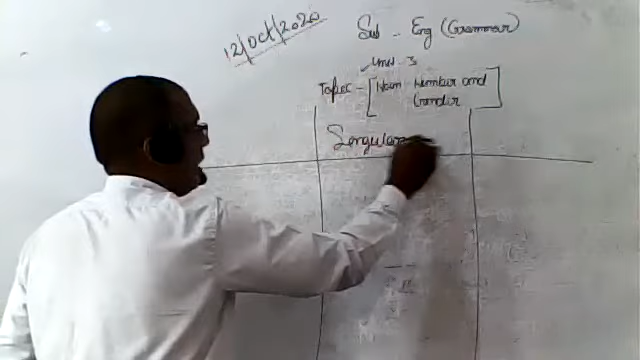 12/Oct/2020
Sub - Eng (Grammar)
Unit - 3
Topic - [Noun Number and
Gender]
Singular